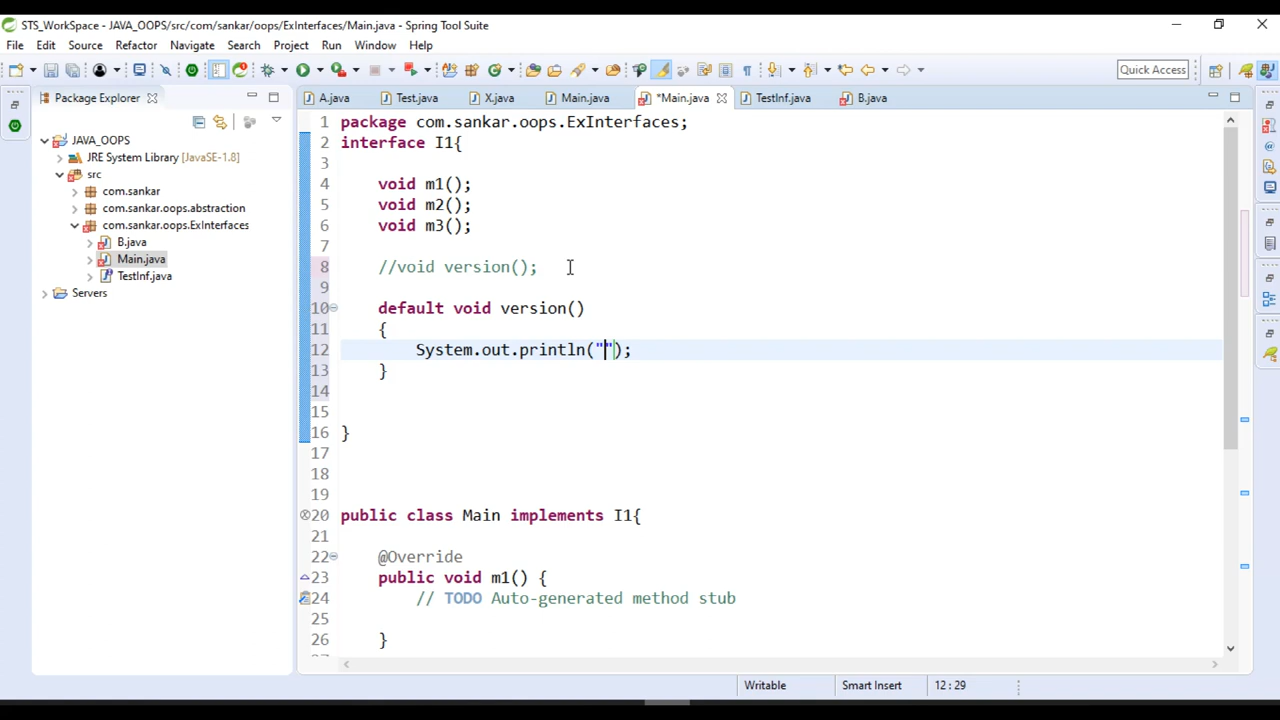 STS_WorkSpace - JAVA_OOPS/src/com/sankar/oops/ExInterfaces/Main.java - Spring Tool Suite
File Edit Source Refactor Navigate Search Project Run Window Help
Quick Access
Package Explorer
A.java Test.java X.java Main.java *Main.java TestInf.java B.java
JAVA_OOPS
JRE System Library [JavaSE-1.8]
src
com.sankar
com.sankar.oops.abstraction
com.sankar.oops.ExInterfaces
B.java
Main.java
TestInf.java
Servers
1 package com.sankar.oops.ExInterfaces;
2 interface I1{
3
4 void m1();
5 void m2();
6 void m3();
7
8 //void version();
9
10 default void version()
11 {
12 System.out.println("");
13 }
14
15
16 }
17
18
19
20 public class Main implements I1{
21
22 @Override
23 public void m1() {
24 // TODO Auto-generated method stub
25
26 }
Writable Smart Insert 12 : 29